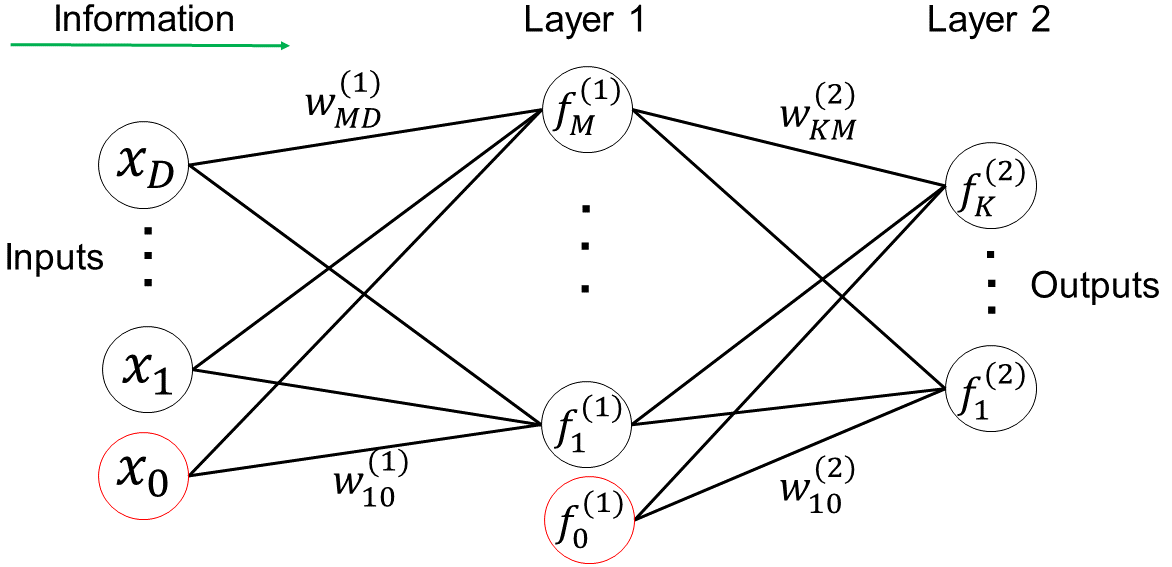 Information
Layer 1
Layer 2
w_{MD}^{(1)}
f_M^{(1)}
w_{KM}^{(2)}
x_D
f_K^{(2)}
Inputs
Outputs
x_1
f_1^{(1)}
f_1^{(2)}
x_0
w_{10}^{(1)}
w_{10}^{(2)}
f_0^{(1)}